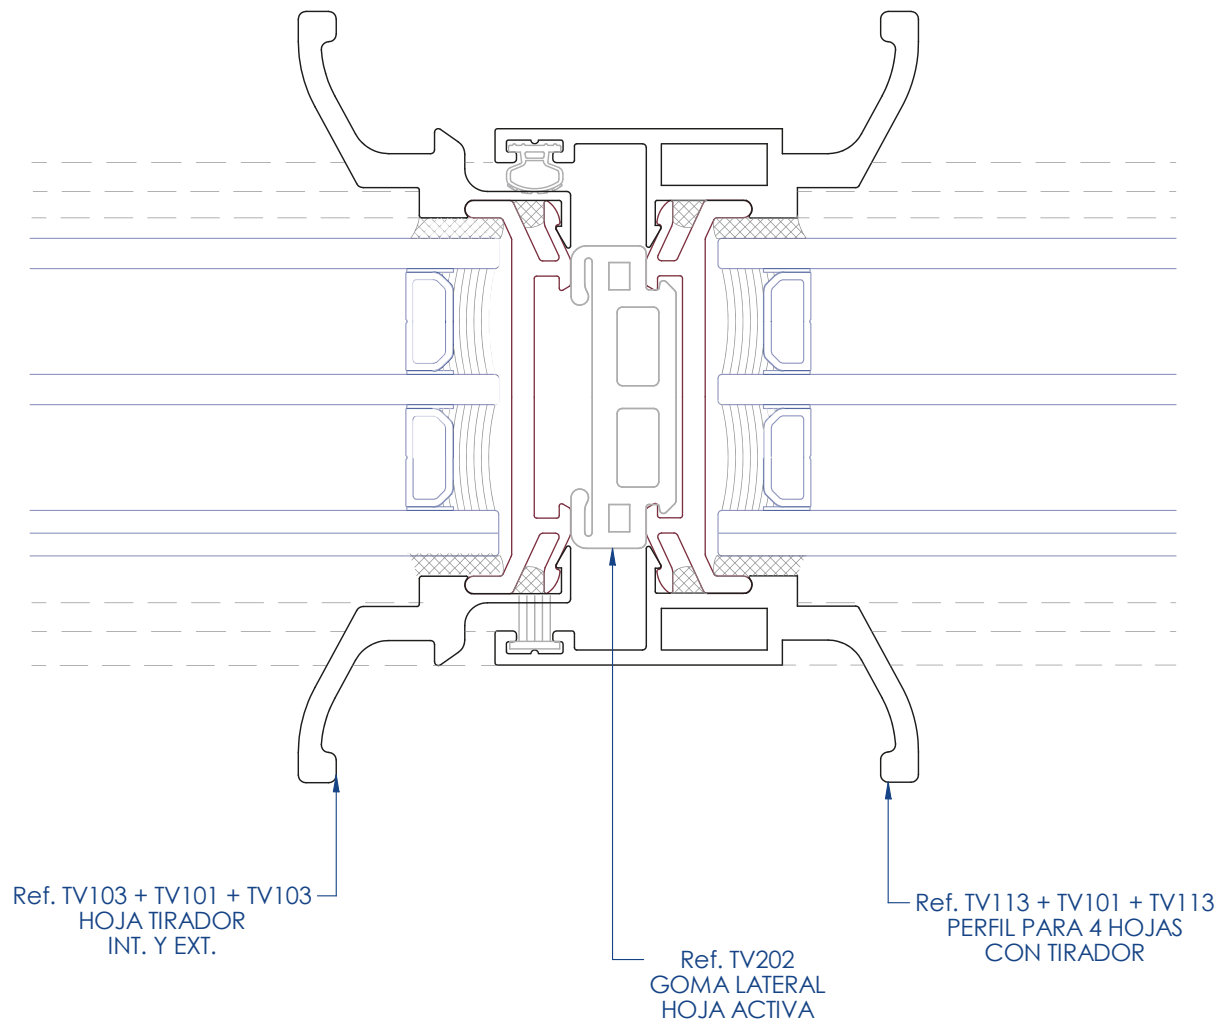 Ref. TV103 + TV101 + TV103
HOJA TIRADOR
INT. Y EXT.
Ref. TV202
GOMA LATERAL
HOJA ACTIVA
Ref. TV113 + TV101 + TV113
PERFIL PARA 4 HOJAS
CON TIRADOR